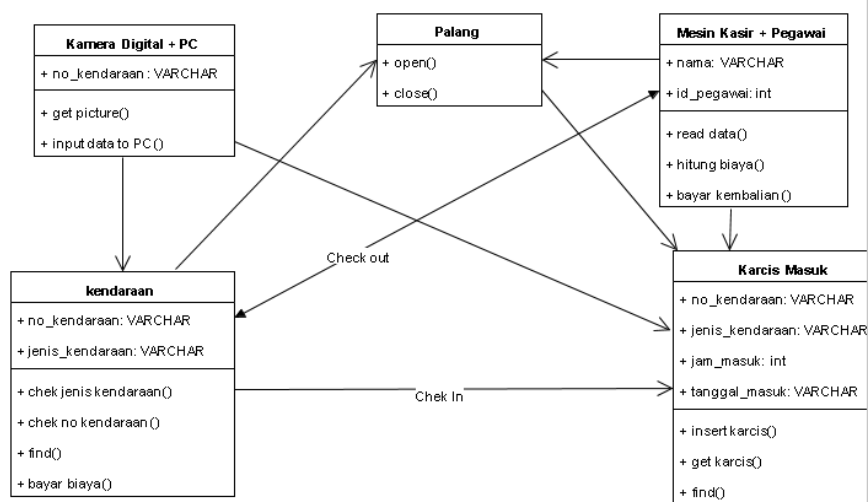 Kamera Digital + PC
+ no_kendaraan : VARCHAR
+ get picture()
+ input data to PC()
Palang
+ open()
+ close()
Mesin Kasir + Pegawai
+ nama: VARCHAR
+ id_pegawai: int
+ read data()
+ hitung biaya()
+ bayar kembalian()
Check out
kendaraan
+ no_kendaraan: VARCHAR
+ jenis_kendaraan: VARCHAR
+ chek jenis kendaraan()
+ chek no kendaraan()
+ find()
+ bayar biaya()
Chek In
Karcis Masuk
+ no_kendaraan: VARCHAR
+ jenis_kendaraan: VARCHAR
+ jam_masuk: int
+ tanggal_masuk: VARCHAR
+ insert karcis()
+ get karcis()
+ find()